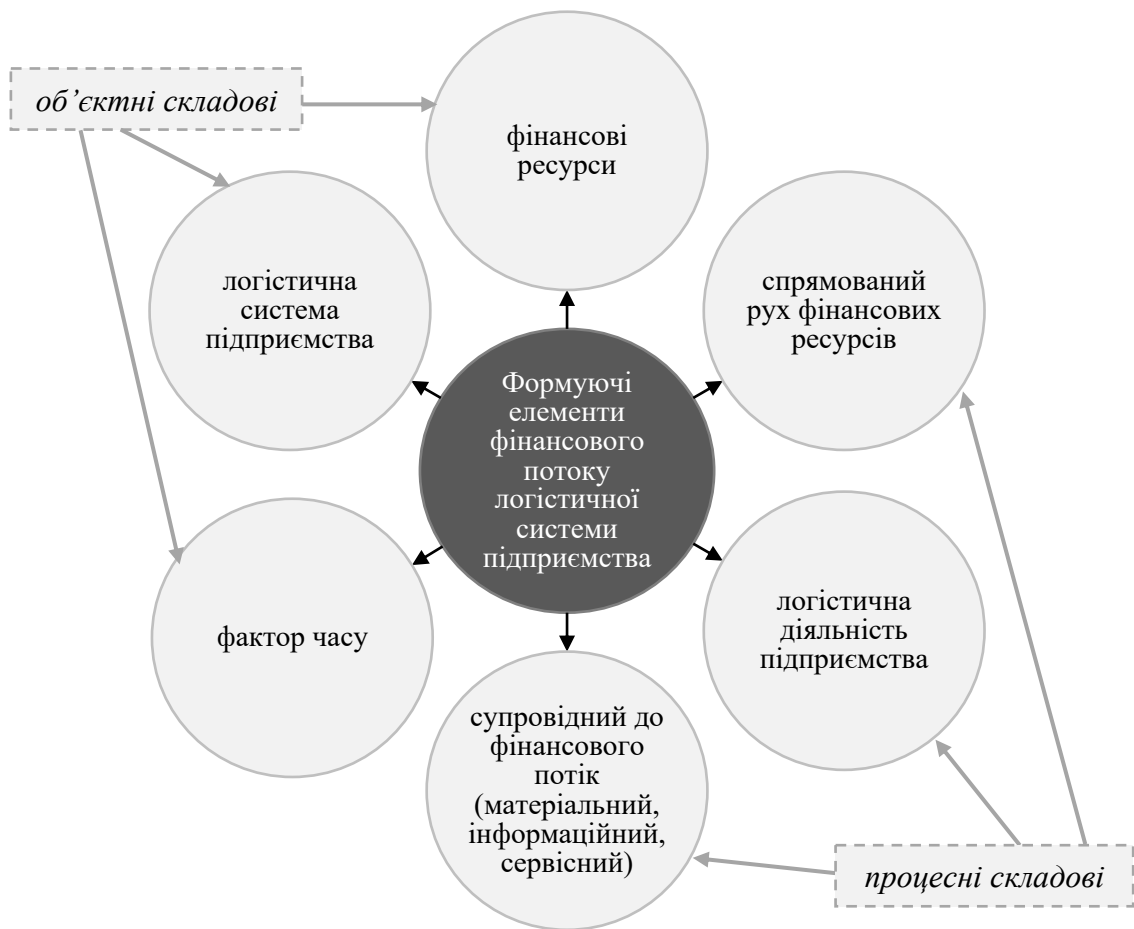 об’єктні складові
фінансові
ресурси
логістична
система
підприємства
спрямований
рух фінансових
ресурсів
Формуючі
елементи
фінансового
потоку
логістичної
системи
підприємства
фактор часу
логістична
діяльність
підприємства
супровідний до
фінансового
потік
(матеріальний,
інформаційний,
сервісний)
процесні складові